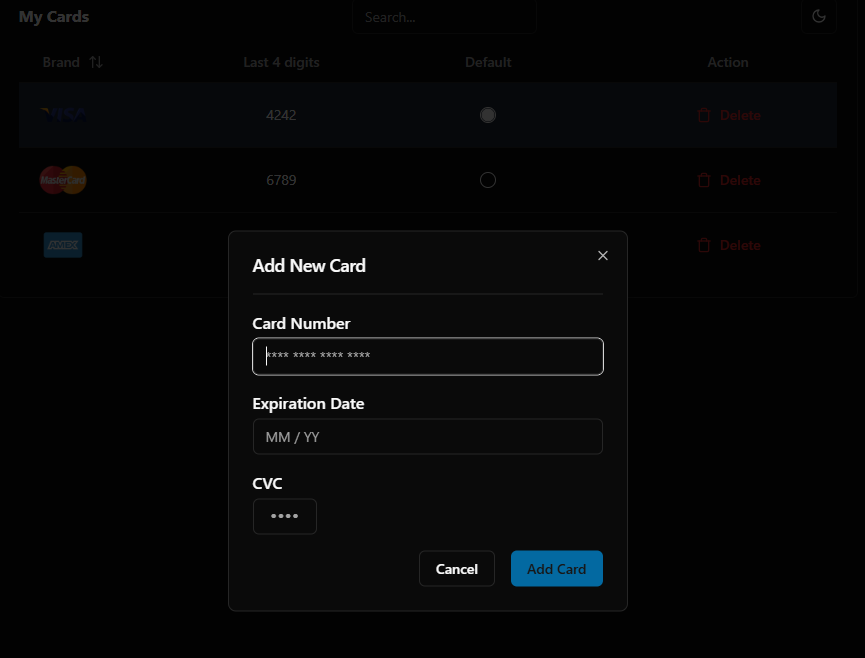 My Cards Search...
Brand Last 4 digits Default Action
VISA 4242 Delete
MasterCard 6789 Delete
AMEX Delete
Add New Card
Card Number
**** **** **** ****
Expiration Date
MM / YY
CVC
••••
Cancel Add Card